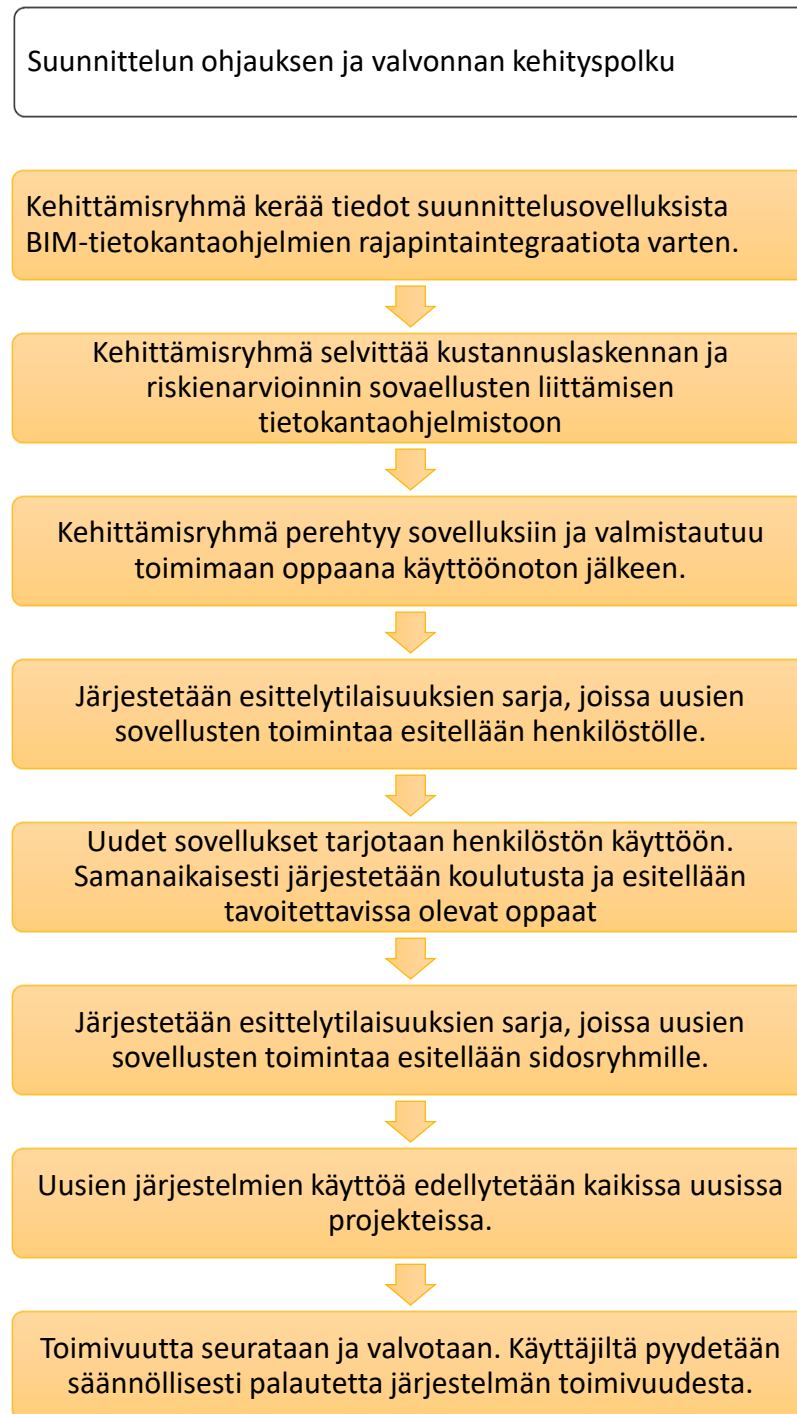 Suunnittelun ohjauksen ja valvonnan kehityspolku
Kehittämisryhmä kerää tiedot suunnittelusovelluksista
BIM-tietokantaohjelmien rajapintaintegraatiota varten.
Kehittämisryhmä selvittää kustannuslaskennan ja
riskienarvioinnin sovaellusten liittämisen
tietokantaohjelmistoon
Kehittämisryhmä perehtyy sovelluksiin ja valmistautuu
toimimaan oppaana käyttöönoton jälkeen.
Järjestetään esittelytilaisuuksien sarja, joissa uusien
sovellusten toimintaa esitellään henkilöstölle.
Uudet sovellukset tarjotaan henkilöstön käyttöön.
Samanaikaisesti järjestetään koulutusta ja esitellään
tavoitettavissa olevat oppaat
Järjestetään esittelytilaisuuksien sarja, joissa uusien
sovellusten toimintaa esitellään sidosryhmille.
Uusien järjestelmien käyttöä edellytetään kaikissa uusissa
projekteissa.
Toimivuutta seurataan ja valvotaan. Käyttäjiltä pyydetään
säännöllisesti palautetta järjestelmän toimivuudesta.